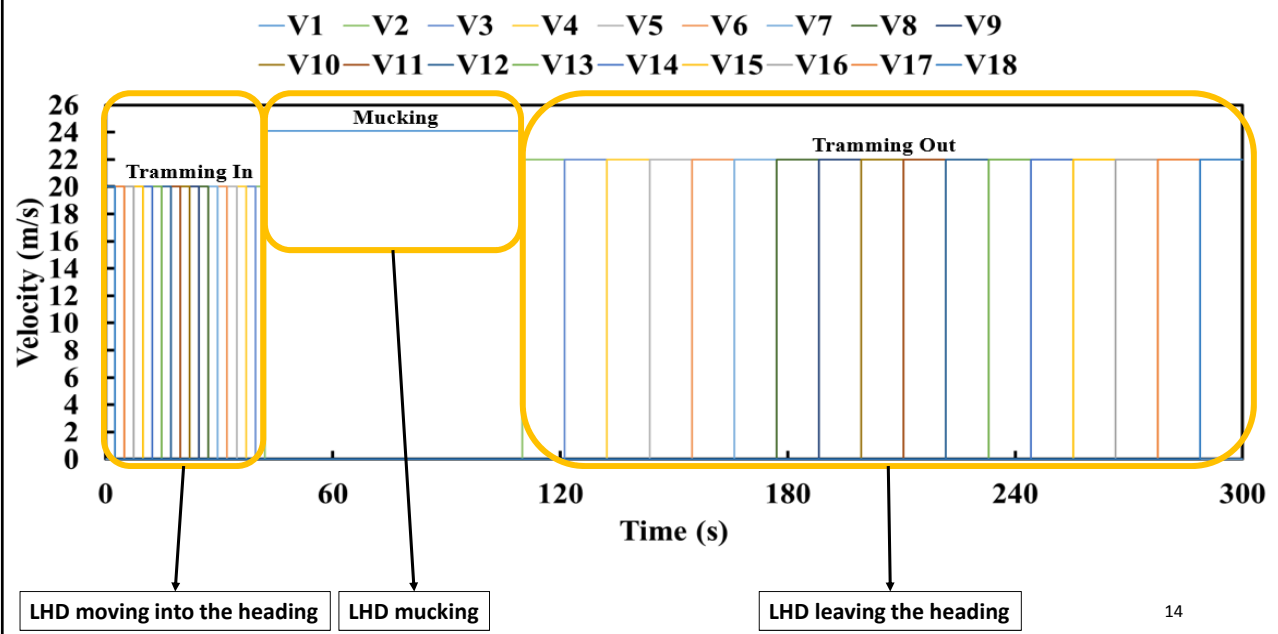 V1 V2 V3 V4 V5 V6 V7 V8 V9
V10 V11 V12 V13 V14 V15 V16 V17 V18
26
24
22
20
18
16
14
12
10
8
6
4
2
0
Velocity (m/s)
Tramming In
Mucking
Tramming Out
0 60 120 180 240 300
Time (s)
LHD moving into the heading
LHD mucking
LHD leaving the heading
14